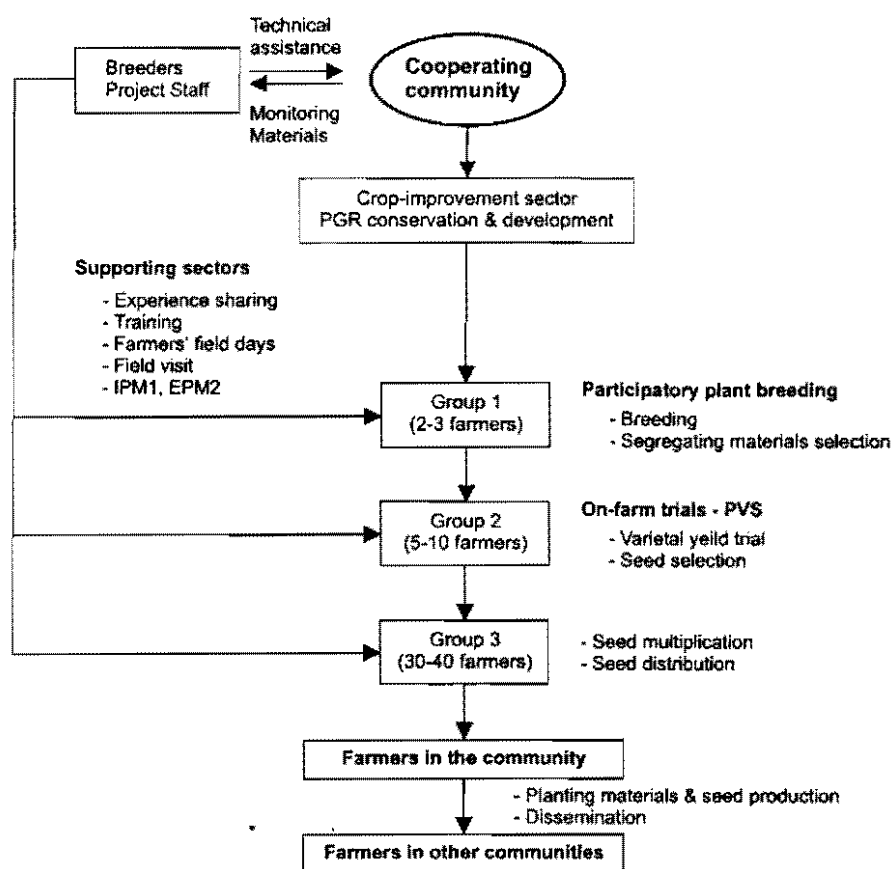 Technical
assistance
Breeders
Project Staff
Cooperating
community
Monitoring
Materials
Crop-improvement sector
PGR conservation & development
Supporting sectors
- Experience sharing
- Training
- Farmers' field days
- Field visit
- IPM1, EPM2
Group 1
(2-3 farmers)
Participatory plant breeding
- Breeding
- Segregating materials selection
Group 2
(5-10 farmers)
On-farm trials - PVS
- Varietal yeild trial
- Seed selection
Group 3
(30-40 farmers)
- Seed multiplication
- Seed distribution
Farmers in the community
- Planting materials & seed production
- Dissemination
Farmers in other communities